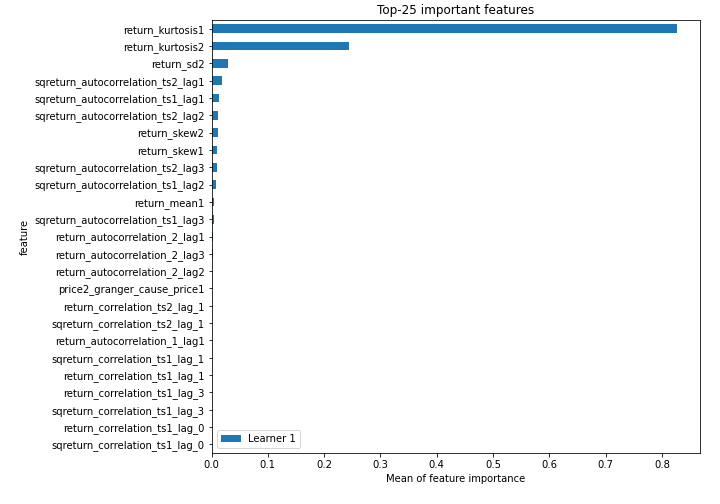 Top-25 important features
return_kurtosis1
return_kurtosis2
return_sd2
sqreturn_autocorrelation_ts2_lag1
sqreturn_autocorrelation_ts1_lag1
sqreturn_autocorrelation_ts2_lag2
return_skew2
return_skew1
sqreturn_autocorrelation_ts2_lag3
sqreturn_autocorrelation_ts1_lag2
return_mean1
sqreturn_autocorrelation_ts1_lag3
return_autocorrelation_2_lag1
return_autocorrelation_2_lag3
return_autocorrelation_2_lag2
price2_granger_cause_price1
return_correlation_ts2_lag_1
sqreturn_correlation_ts2_lag_1
return_autocorrelation_1_lag1
sqreturn_correlation_ts1_lag_1
return_correlation_ts1_lag_1
return_correlation_ts1_lag_3
sqreturn_correlation_ts1_lag_3
return_correlation_ts1_lag_0
sqreturn_correlation_ts1_lag_0
feature
Learner 1
0.0 0.1 0.2 0.3 0.4 0.5 0.6 0.7 0.8
Mean of feature importance